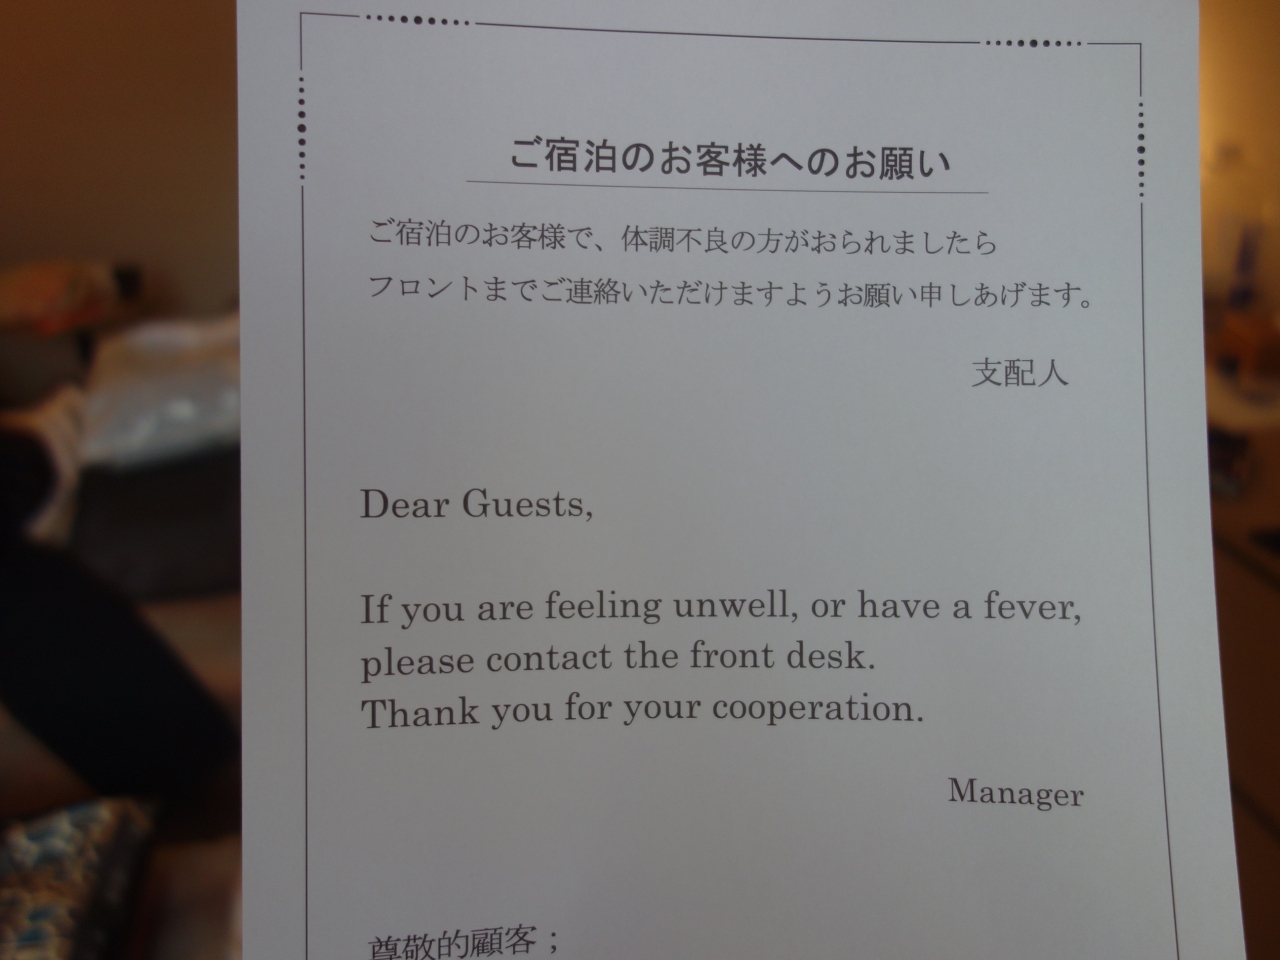 ご宿泊のお客様へのお願い
ご宿泊のお客様で、体調不良の方がおられましたら
フロントまでご連絡いただけますようお願い申しあげます。
支配人
Dear Guests,
If you are feeling unwell, or have a fever,
please contact the front desk.
Thank you for your cooperation.
Manager
尊敬的顧客；